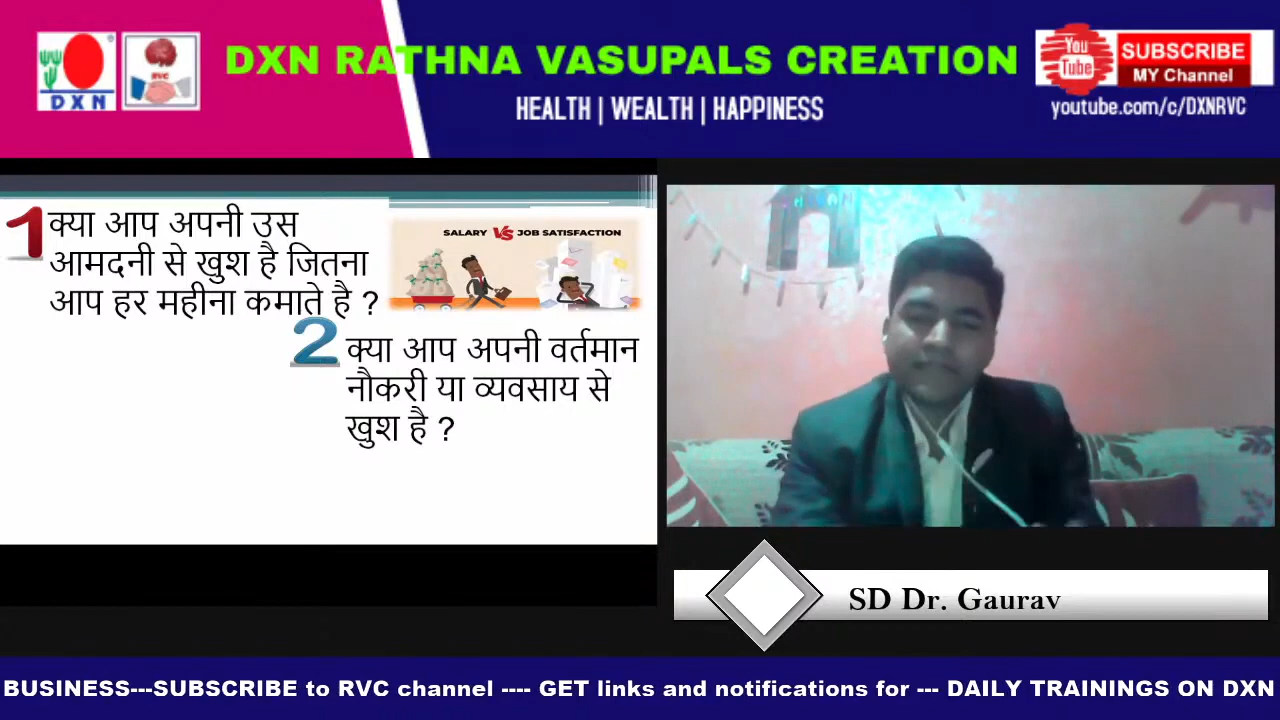 DXN
RVC
DXN RATHNA VASUPALS CREATION
HEALTH | WEALTH | HAPPINESS
You
Tube
SUBSCRIBE
MY Channel
youtube.com/c/DXNRVC
1 क्या आप अपनी उस
आमदनी से खुश है जितना
आप हर महीना कमाते है ?
SALARY VS JOB SATISFACTION
2 क्या आप अपनी वर्तमान
नौकरी या व्यवसाय से
खुश है ?
SD Dr. Gaurav
BUSINESS---SUBSCRIBE to RVC channel ---- GET links and notifications for --- DAILY TRAININGS ON DXN